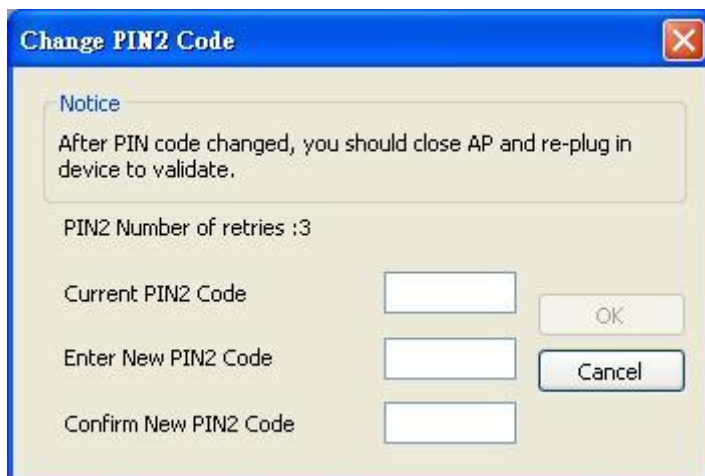 Change PIN2 Code
Notice
After PIN code changed, you should close AP and re-plug in
device to validate.
PIN2 Number of retries :3
Current PIN2 Code
OK
Enter New PIN2 Code
Cancel
Confirm New PIN2 Code